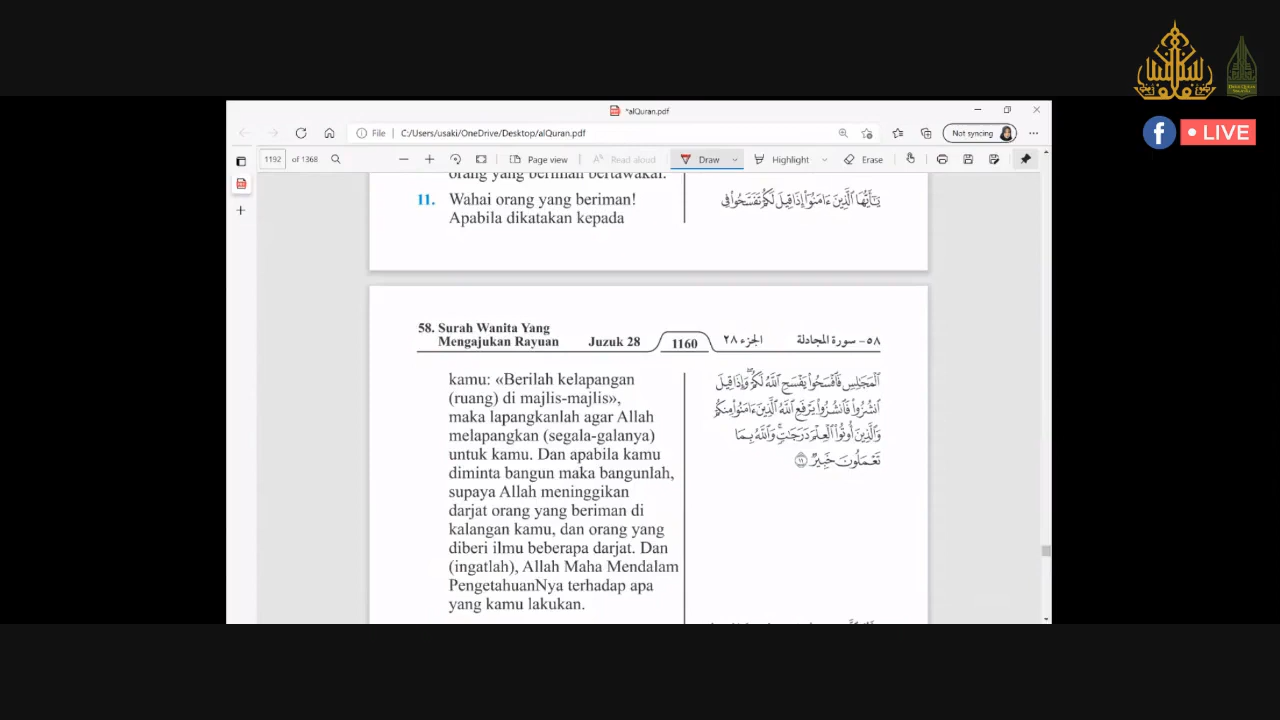 *alQuran.pdf
File | C:/Users/usaki/OneDrive/Desktop/alQuran.pdf
Not syncing
1192 of 1368
Page view
Read aloud
Draw
Highlight
Erase
LIVE
orang yang beriman bertawakal.
11. Wahai orang yang beriman!
Apabila dikatakan kepada
يَـٰٓأَيُّهَا ٱلَّذِينَ ءَامَنُوٓاْ إِذَا قِيلَ لَكُمْ تَفَسَّحُواْ فِى
58. Surah Wanita Yang
Mengajukan Rayuan
Juzuk 28
1160
الجزء ٢٨
٥٨- سورة المجادلة
kamu: «Berilah kelapangan
(ruang) di majlis-majlis»,
maka lapangkanlah agar Allah
melapangkan (segala-galanya)
untuk kamu. Dan apabila kamu
diminta bangun maka bangunlah,
supaya Allah meninggikan
darjat orang yang beriman di
kalangan kamu, dan orang yang
diberi ilmu beberapa darjat. Dan
(ingatlah), Allah Maha Mendalam
PengetahuanNya terhadap apa
yang kamu lakukan.
ٱلْمَجَـٰلِسِ فَٱفْسَحُواْ يَفْسَحِ ٱللَّهُ لَكُمْ ۖ وَإِذَا قِيلَ
ٱنشُزُواْ فَٱنشُزُواْ يَرْفَعِ ٱللَّهُ ٱلَّذِينَ ءَامَنُواْ مِنكُمْ
وَٱلَّذِينَ أُوتُواْ ٱلْعِلْمَ دَرَجَـٰتٍ ۚ وَٱللَّهُ بِمَا
تَعْمَلُونَ خَبِيرٌ ١١